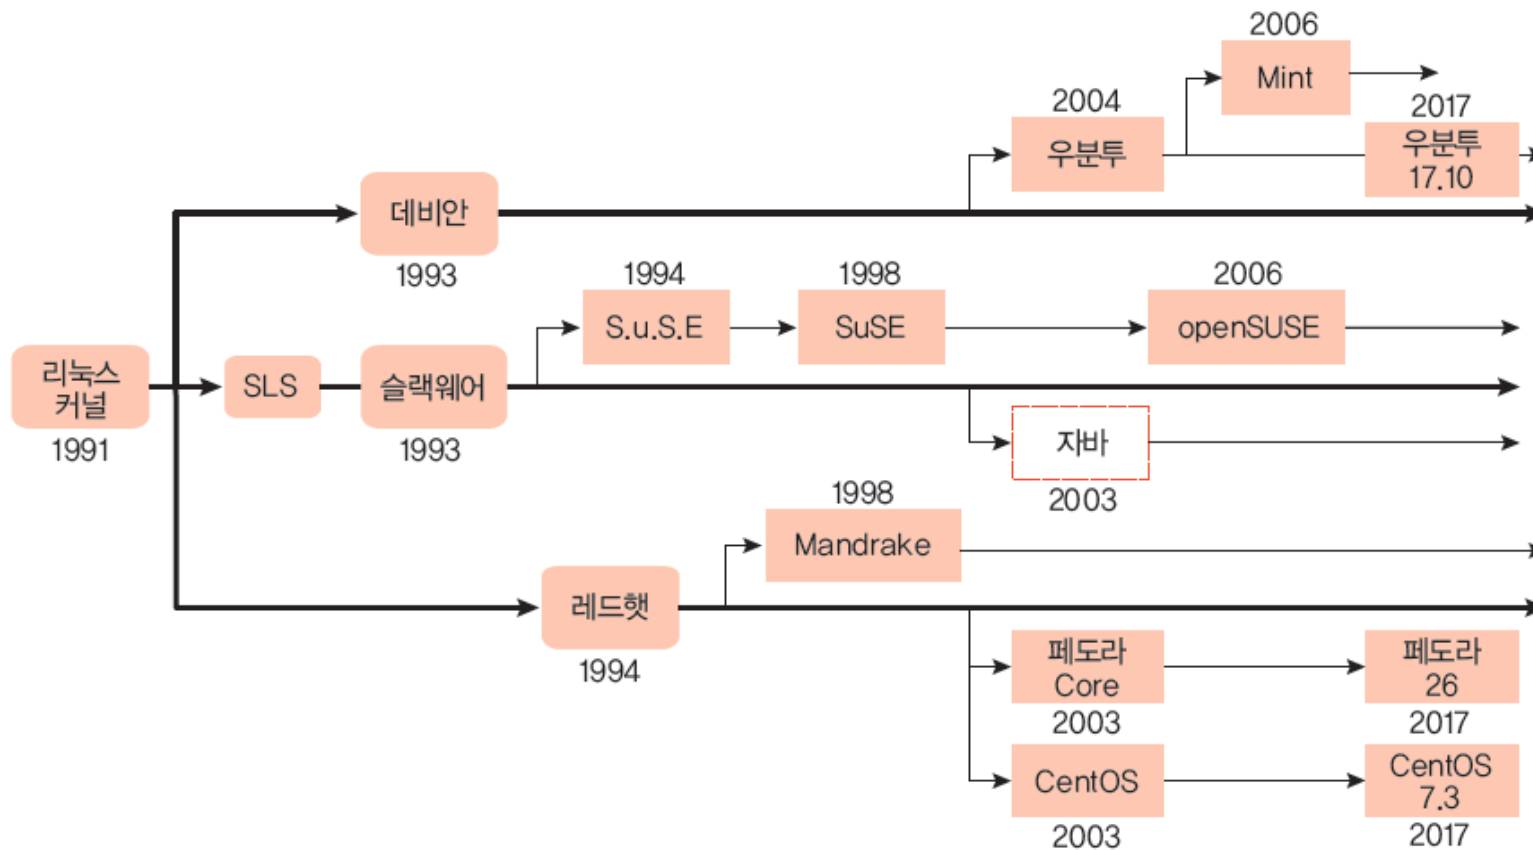 2006
Mint
2004
우분투
2017
우분투
17.10
데비안
1993
1994
S.u.S.E
1998
SuSE
2006
openSUSE
리눅스
커널
1991
SLS
슬랙웨어
1993
자바
2003
1998
Mandrake
레드햇
1994
페도라
Core
2003
페도라
26
2017
CentOS
2003
CentOS
7.3
2017